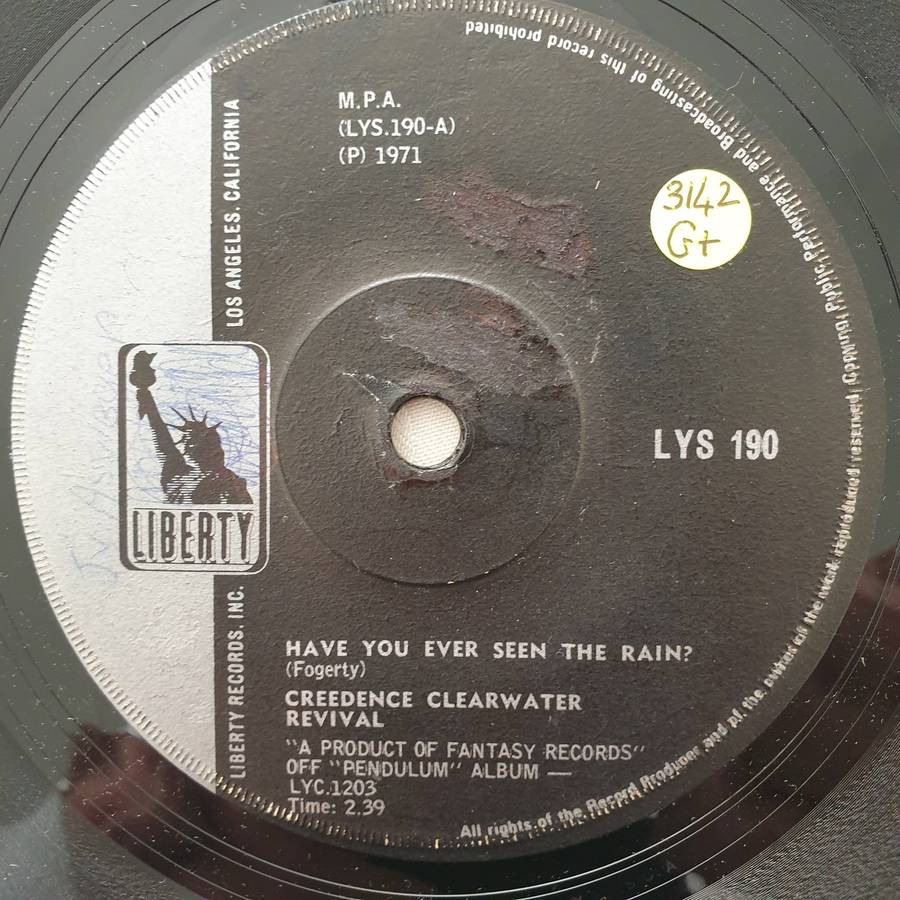 M.P.A.
(LYS.190-A)
(P) 1971
3142
G+
LOS ANGELES. CALIFORNIA
LIBERTY
LIBERTY RECORDS. INC.
LYS 190
HAVE YOU EVER SEEN THE RAIN?
(Fogerty)
CREEDENCE CLEARWATER
REVIVAL
"A PRODUCT OF FANTASY RECORDS"
OFF "PENDULUM" ALBUM —
LYC.1203
Time: 2.39
All rights of the Record Producer and of the owner of the work reproduced reserved Copying Public Performance and Broadcasting of this record prohibited